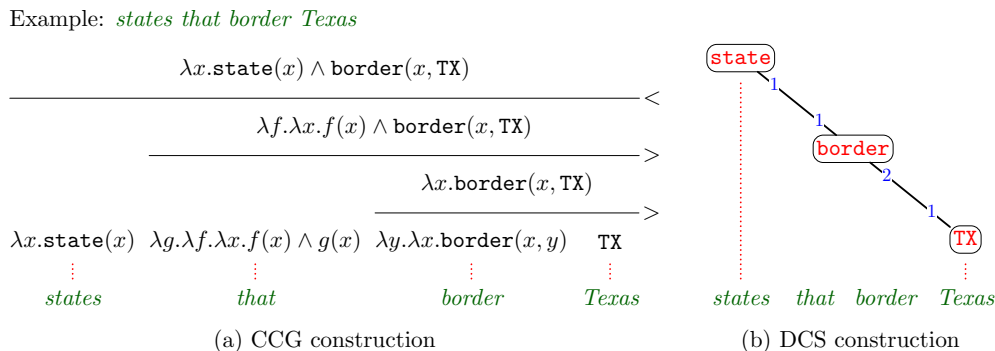 Example: states that border Texas
λx.state(x) ∧ border(x, TX)
<
λf.λx.f(x) ∧ border(x, TX)
>
λx.border(x, TX)
>
λx.state(x) λg.λf.λx.f(x) ∧ g(x) λy.λx.border(x, y) TX
states that border Texas
(a) CCG construction
state
1
1
border
2
1
TX
states that border Texas
(b) DCS construction